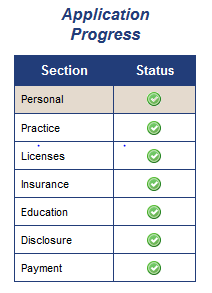 Application
Progress
Section Status
Personal
Practice
Licenses
Insurance
Education
Disclosure
Payment